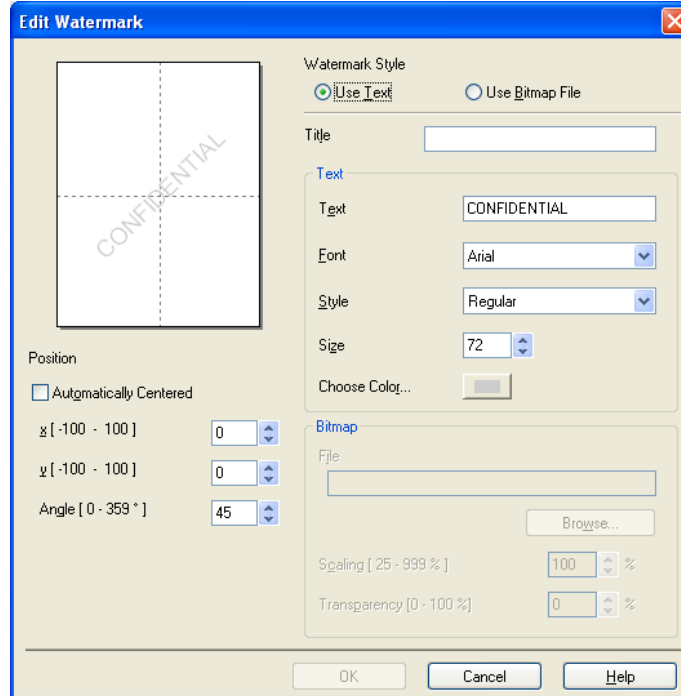 Edit Watermark
CONFIDENTIAL
Watermark Style
Use Text
Use Bitmap File
Title
Text
Text
CONFIDENTIAL
Font
Arial
Style
Regular
Size
72
Choose Color...
Position
Automatically Centered
x [ -100 - 100 ]
0
y [ -100 - 100 ]
0
Angle [ 0 - 359 ° ]
45
Bitmap
File
Browse...
Scaling [ 25 - 999 % ]
100
%
Transparency [0 - 100 %]
0
%
OK
Cancel
Help